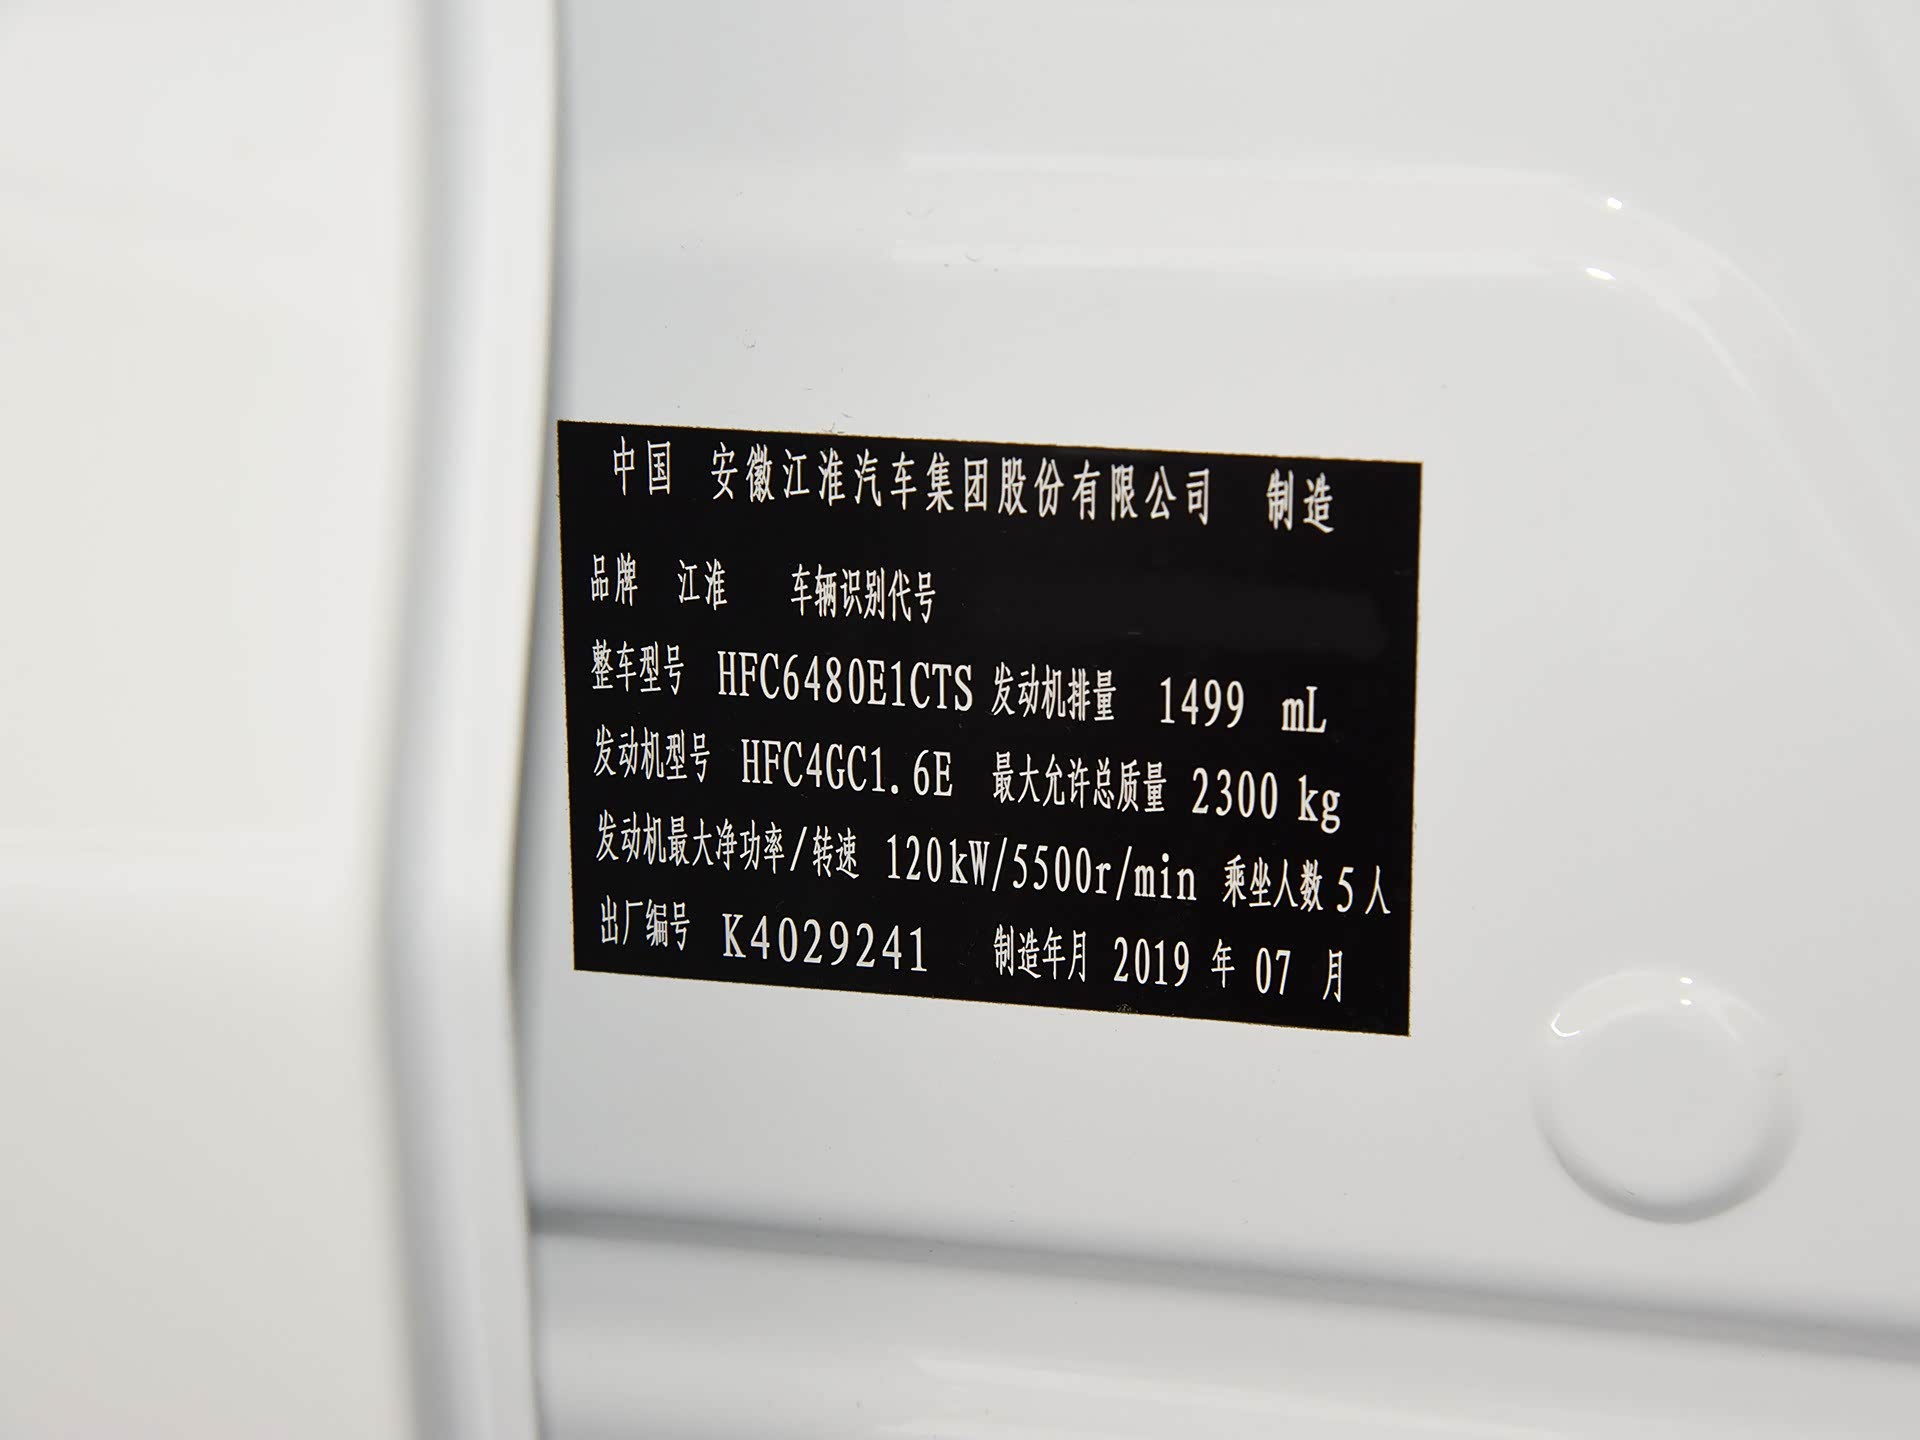 中国 安徽江淮汽车集团股份有限公司 制造
品牌 江淮 车辆识别代号
整车型号 HFC6480E1CTS 发动机排量 1499 mL
发动机型号 HFC4GC1.6E 最大允许总质量 2300 kg
发动机最大净功率/转速 120kW/5500r/min 乘坐人数 5 人
出厂编号 K4029241 制造年月 2019 年 07 月